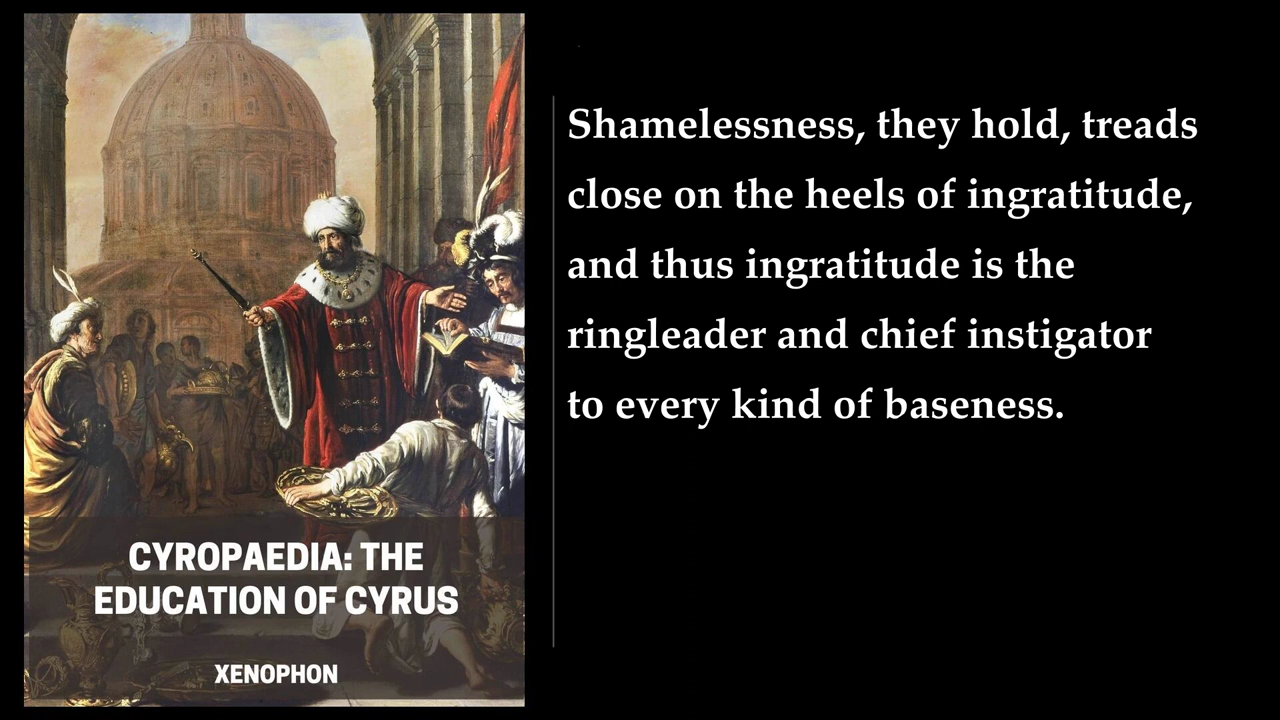 CYROPAEDIA: THE
EDUCATION OF CYRUS
XENOPHON
Shamelessness, they hold, treads
close on the heels of ingratitude,
and thus ingratitude is the
ringleader and chief instigator
to every kind of baseness.